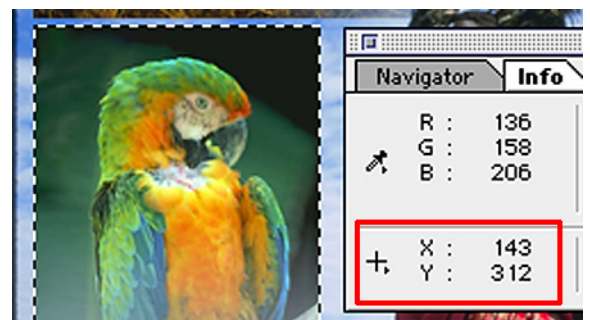 Navigator Info
R : 136
G : 158
B : 206
X : 143
Y : 312